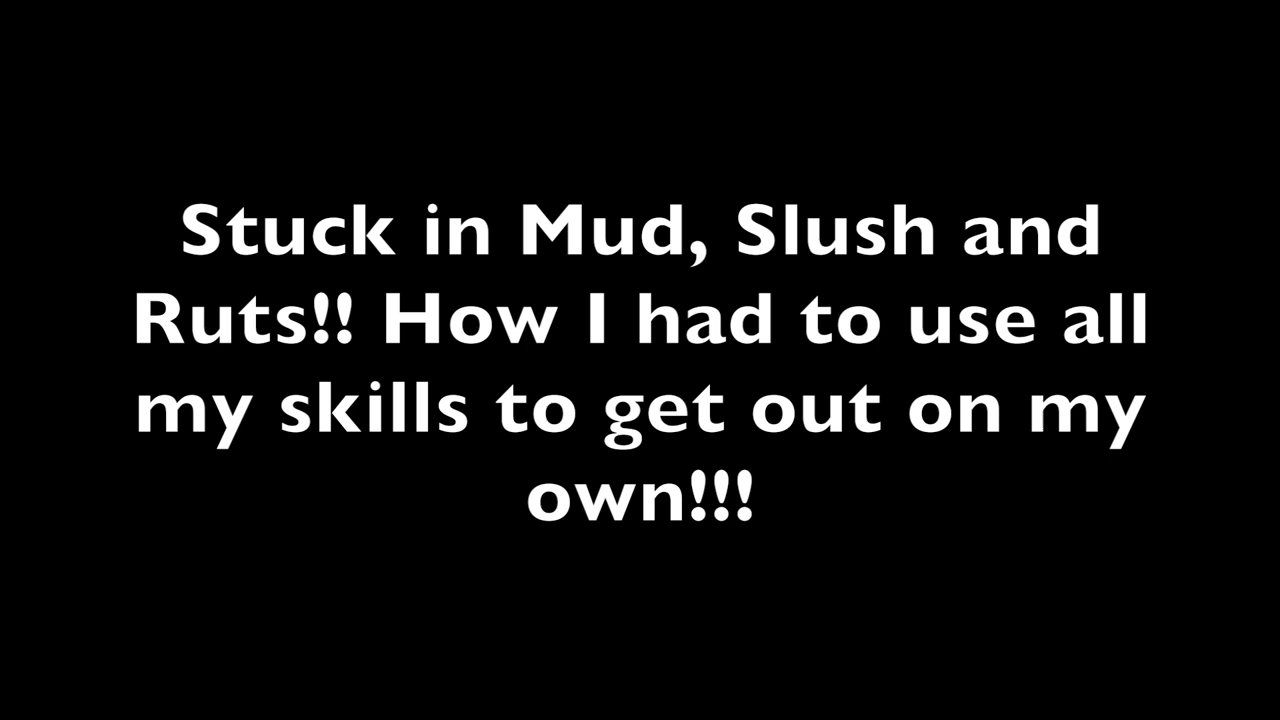 Stuck in Mud, Slush and
Ruts!! How I had to use all
my skills to get out on my
own!!!